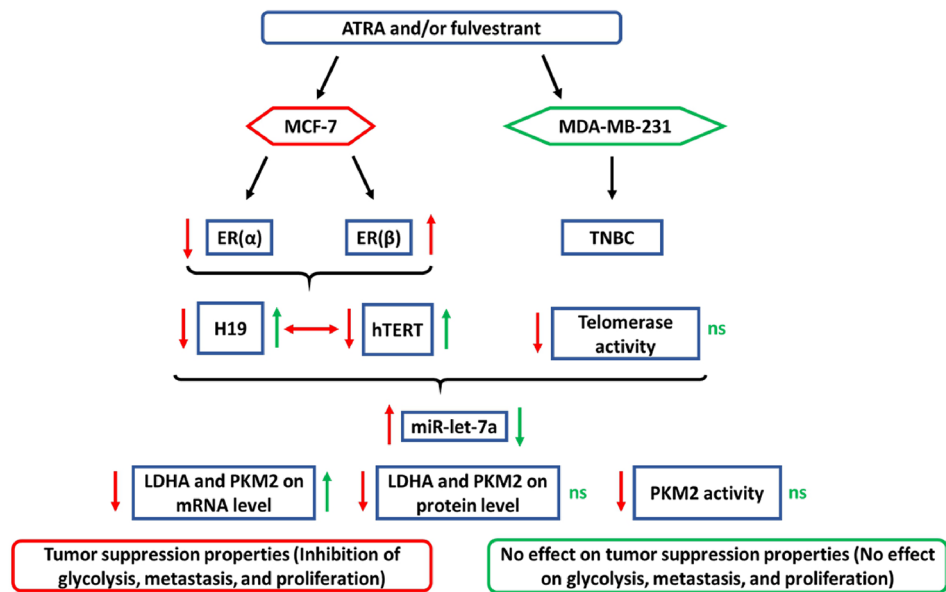 ATRA and/or fulvestrant
MCF-7
MDA-MB-231
ER(α)
ER(β)
TNBC
H19
hTERT
Telomerase
activity
ns
miR-let-7a
LDHA and PKM2 on
mRNA level
LDHA and PKM2 on
protein level
ns
PKM2 activity
ns
Tumor suppression properties (Inhibition of
glycolysis, metastasis, and proliferation)
No effect on tumor suppression properties (No effect
on glycolysis, metastasis, and proliferation)